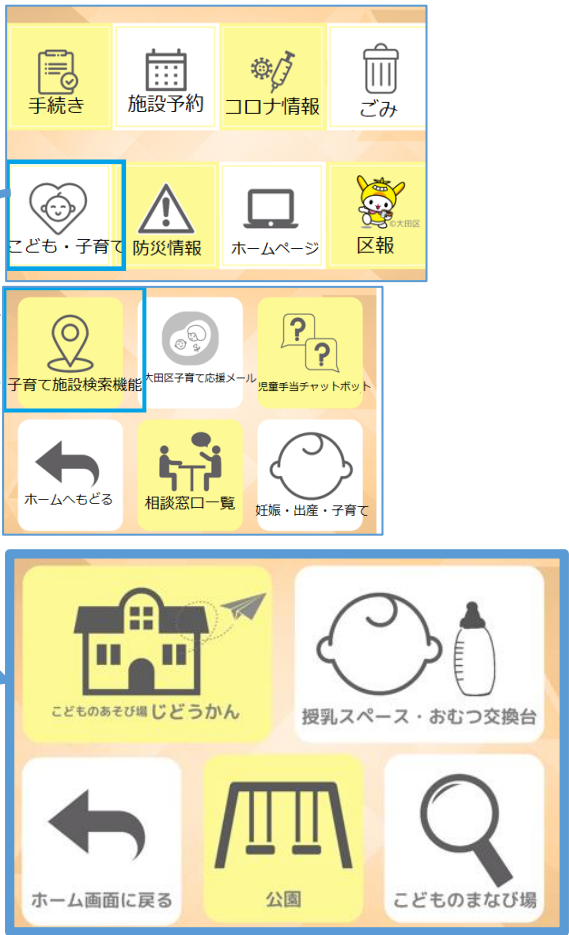 手続き
施設予約
コロナ情報
ごみ
©大田区
こども・子育て
防災情報
ホームページ
区報
子育て施設検索機能
大田区子育て応援メール
?
?
児童手当チャットボット
ホームへもどる
相談窓口一覧
妊娠・出産・子育て
こどものあそび場 じどうかん
授乳スペース・おむつ交換台
ホーム画面に戻る
公園
こどものまなび場